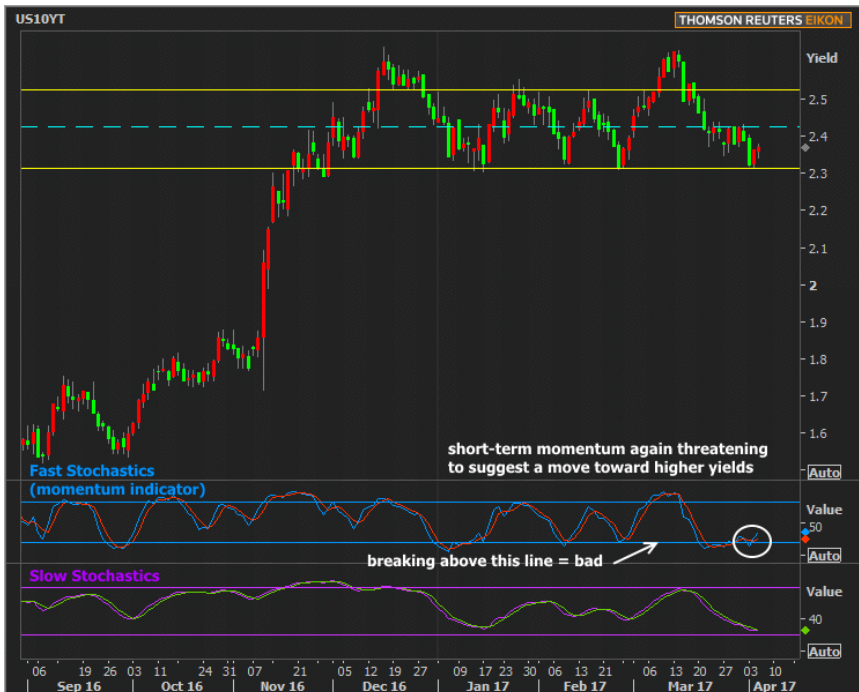 US10YT
THOMSON REUTERS EIKON
Yield
2.5
2.4
2.3
2.2
2.1
2
1.9
1.8
1.7
1.6
Auto
short-term momentum again threatening
to suggest a move toward higher yields
Fast Stochastics
(momentum indicator)
Value
50
Auto
breaking above this line = bad
Slow Stochastics
Value
40
Auto
06 19 26 03 11 24 31 07 21 05 12 19 27 09 17 23 30 06 13 21 06 13 20 27 03 10
Sep 16 Oct 16 Nov 16 Dec 16 Jan 17 Feb 17 Mar 17 Apr 17